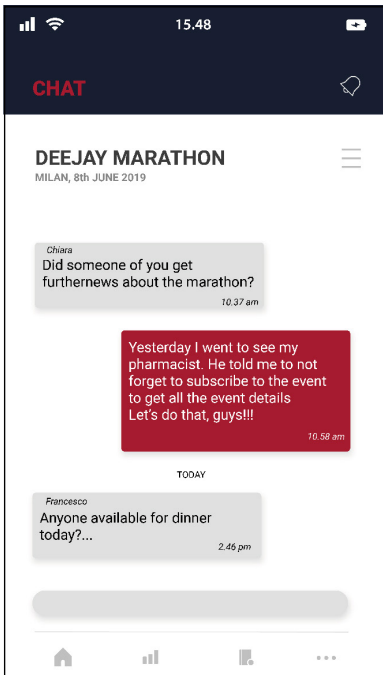 15.48
CHAT
DEEJAY MARATHON
MILAN, 8th JUNE 2019
Chiara
Did someone of you get
furthernews about the marathon?
10.37 am
Yesterday I went to see my
pharmacist. He told me to not
forget to subscribe to the event
to get all the event details
Let's do that, guys!!!
10.58 am
TODAY
Francesco
Anyone available for dinner
today?...
2.46 pm